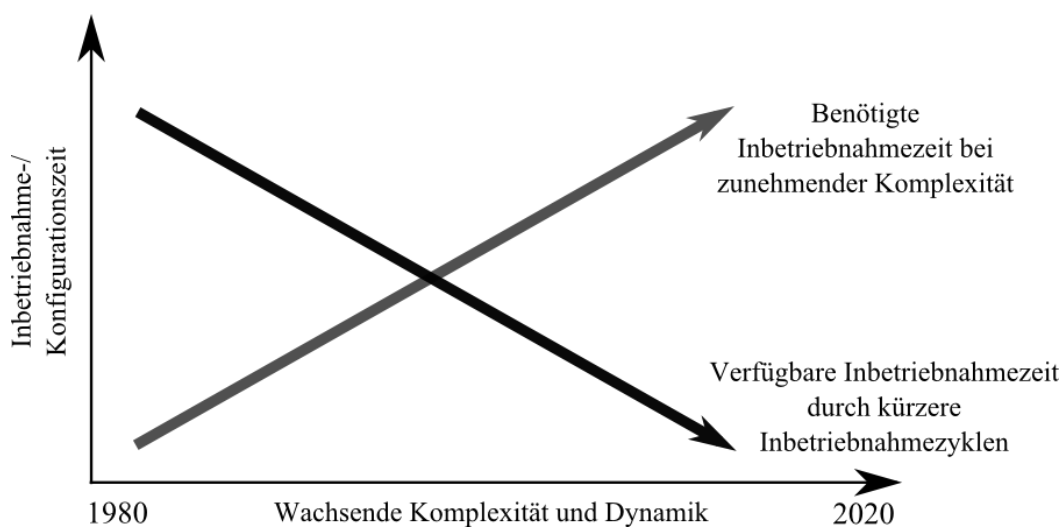 Inbetriebnahme-/
Konfigurationszeit
Benötigte
Inbetriebnahmezeit bei
zunehmender Komplexität
Verfügbare Inbetriebnahmezeit
durch kürzere
Inbetriebnahmezyklen
1980
Wachsende Komplexität und Dynamik
2020